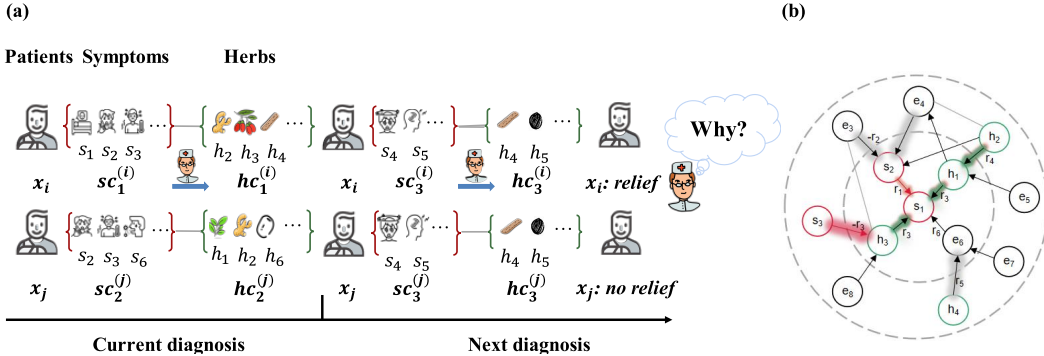 (a)
Patients Symptoms Herbs
... ... ... ...
s1 s2 s3 h2 h3 h4 s4 s5 h4 h5
Why?
xi sc1(i) hc1(i) xi sc3(i) hc3(i) xi: relief
... ... ... ...
s2 s3 s6 h1 h2 h6 s4 s5 h4 h5
xj sc2(j) hc2(j) xj sc3(j) hc3(j) xj: no relief
Current diagnosis Next diagnosis
(b)
e4
e3 h2
-r2 r4
s2 h1
r1 r3 e5
s1
s3 -r3 r3 r6
h3 e6
e7
e8 r5
h4